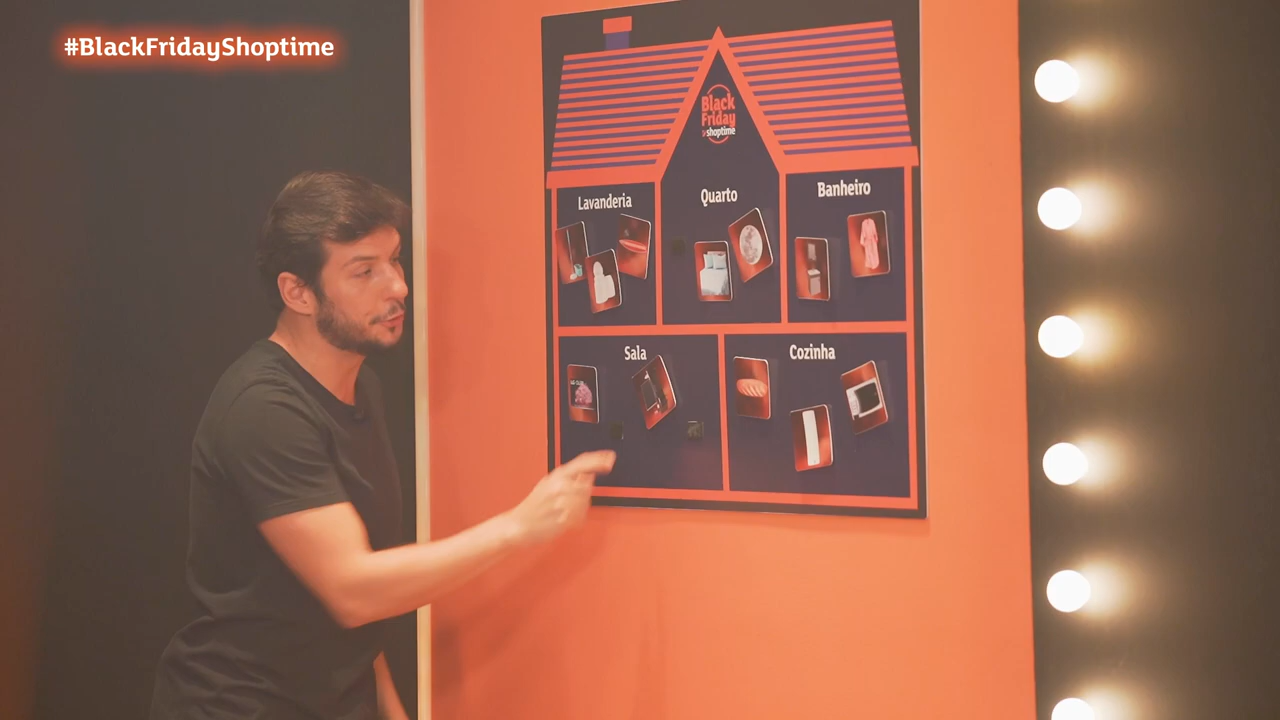 #BlackFridayShoptime
Black
Friday
shoptime
Lavanderia
Quarto
Banheiro
Sala
Cozinha